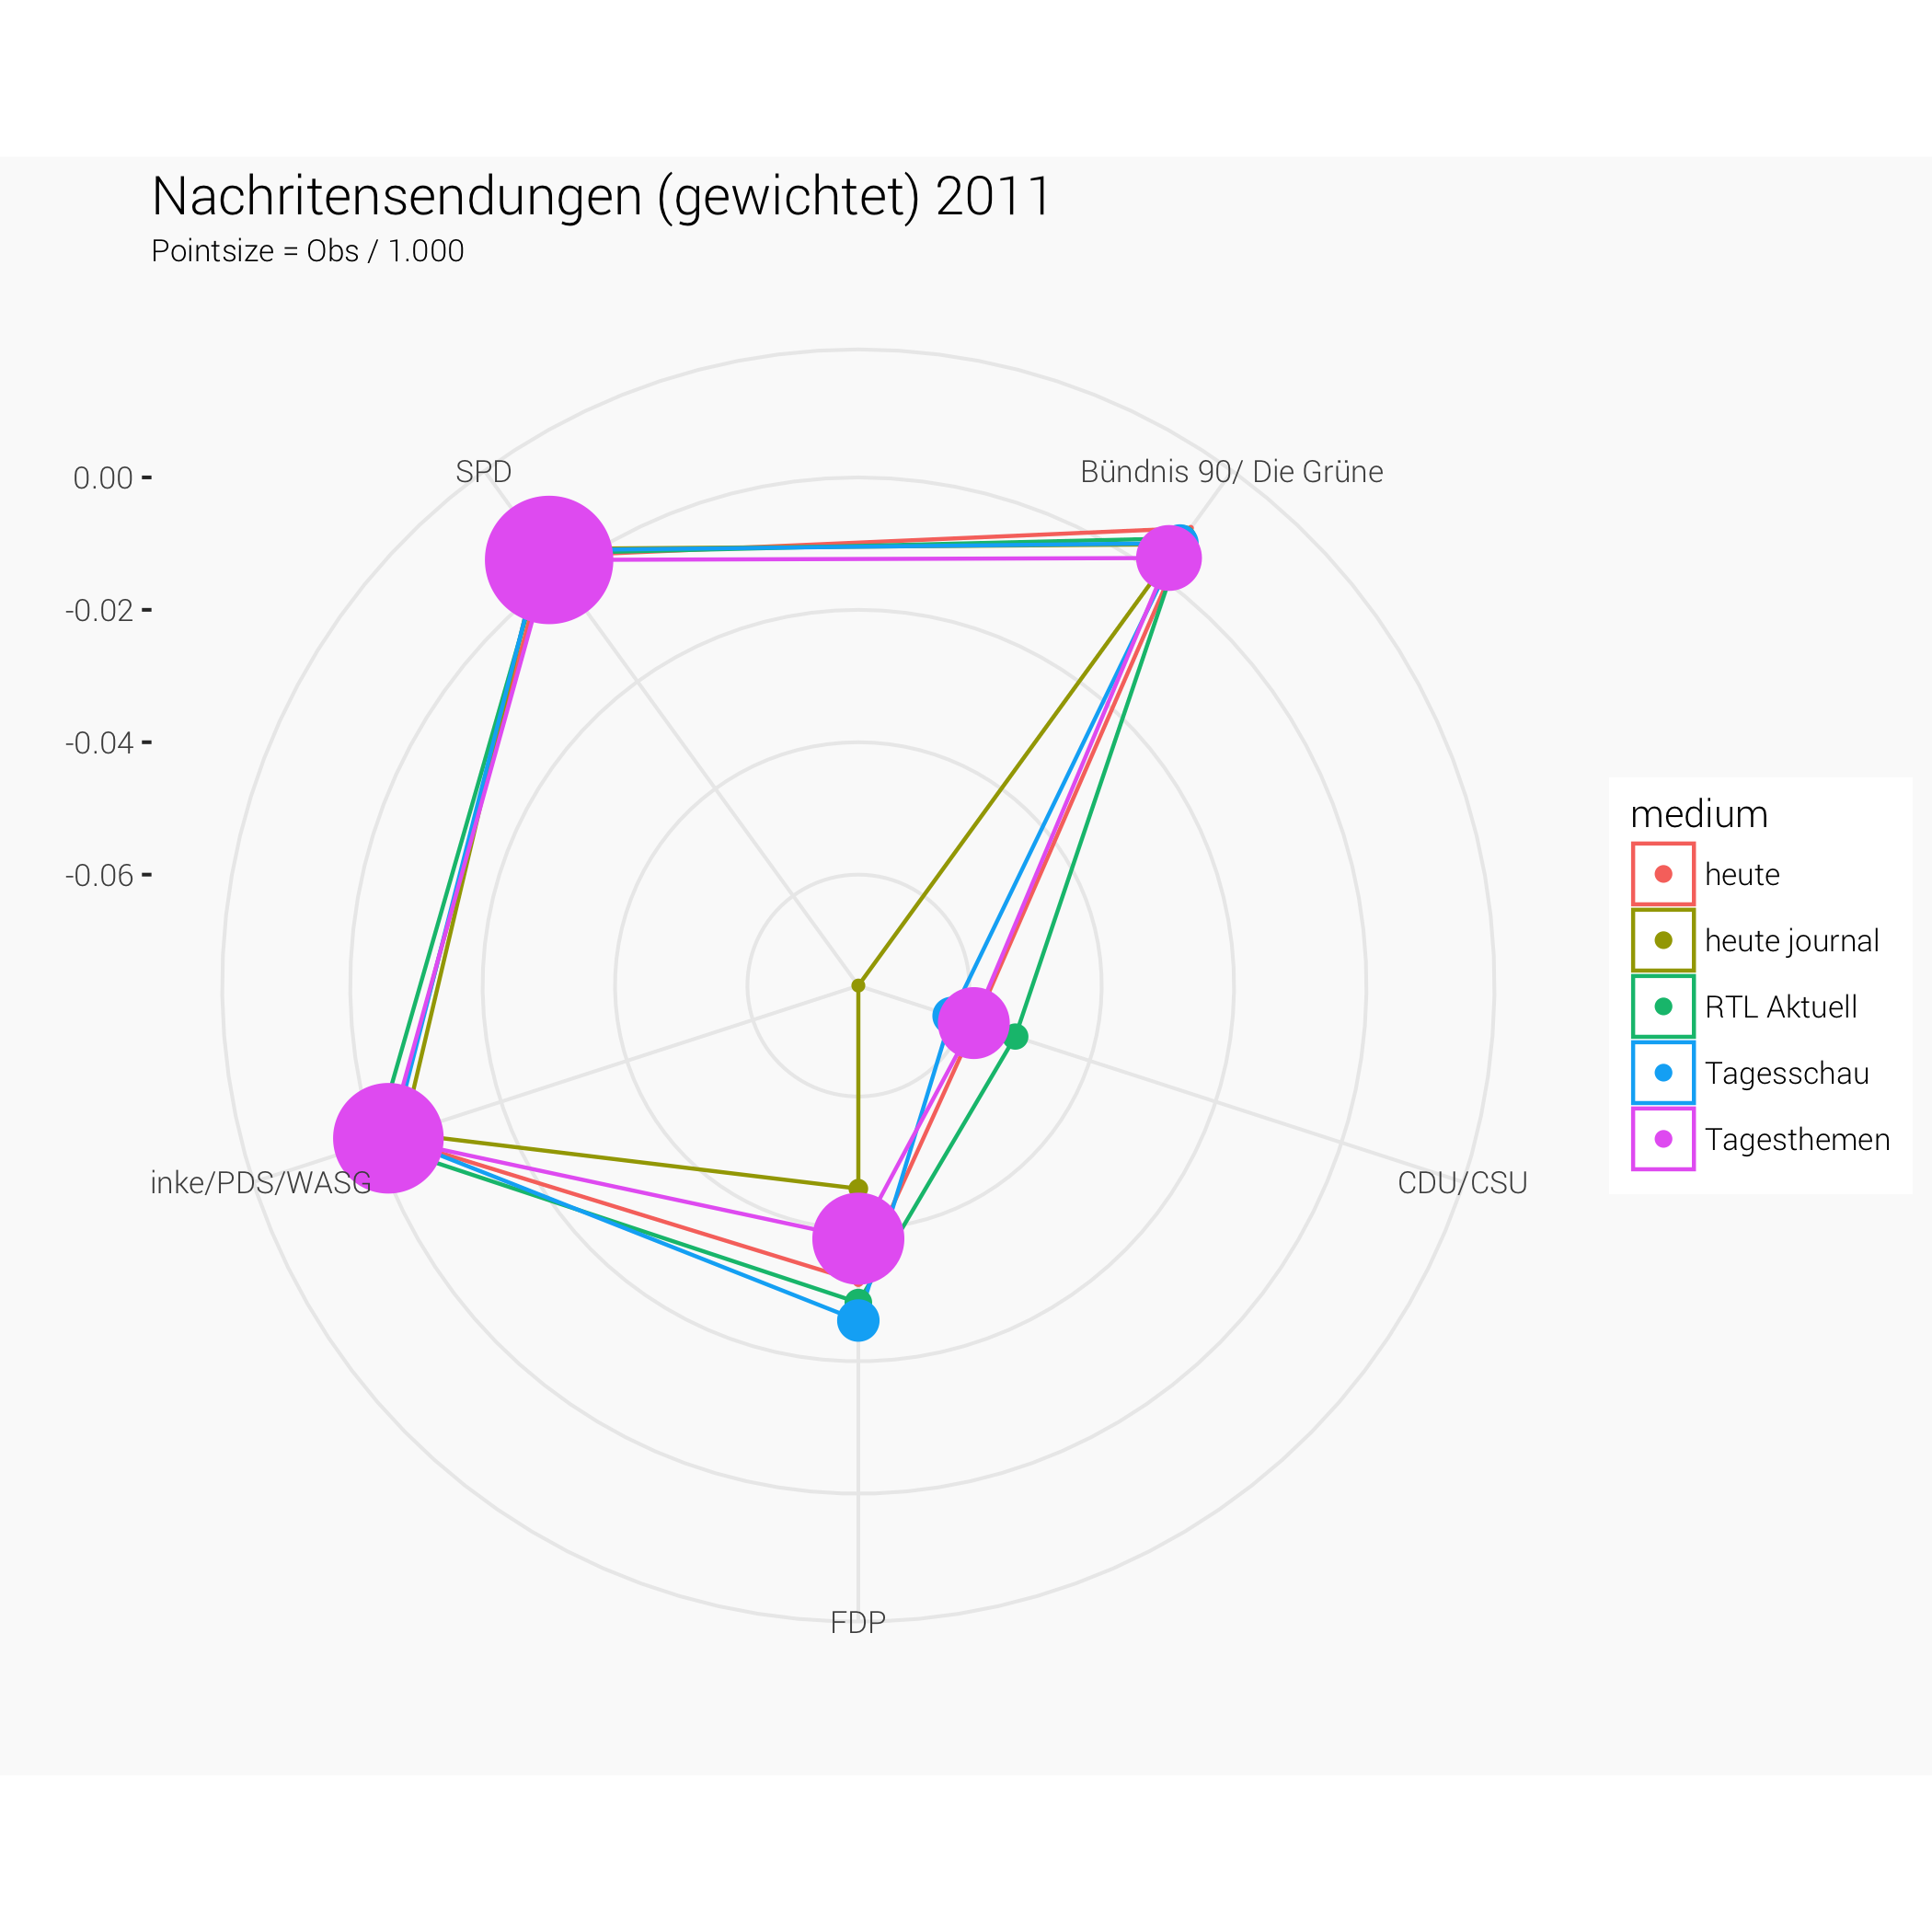 Nachritensendungen (gewichtet) 2011
Pointsize = Obs / 1.000
SPD
Bündnis 90/ Die Grüne
0.00
-0.02
-0.04
-0.06
medium
heute
heute journal
RTL Aktuell
Tagesschau
Tagesthemen
inke/PDS/WASG
CDU/CSU
FDP